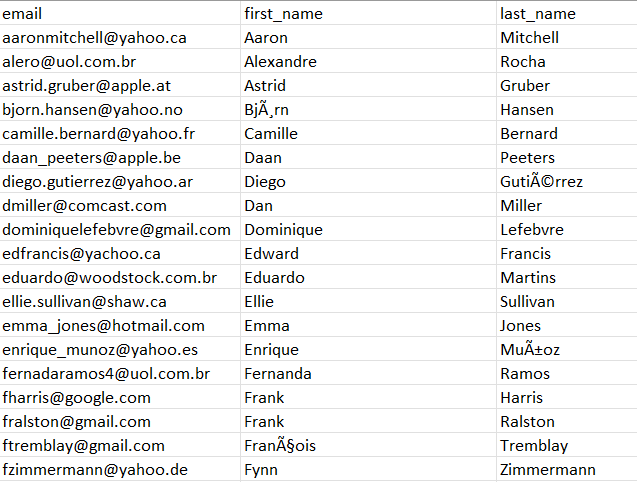 email first_name last_name
aaronmitchell@yahoo.ca Aaron Mitchell
alero@uol.com.br Alexandre Rocha
astrid.gruber@apple.at Astrid Gruber
bjorn.hansen@yahoo.no BjÃ¸rn Hansen
camille.bernard@yahoo.fr Camille Bernard
daan_peeters@apple.be Daan Peeters
diego.gutierrez@yahoo.ar Diego GutiÃ©rrez
dmiller@comcast.com Dan Miller
dominiquelefebvre@gmail.com Dominique Lefebvre
edfrancis@yachoo.ca Edward Francis
eduardo@woodstock.com.br Eduardo Martins
ellie.sullivan@shaw.ca Ellie Sullivan
emma_jones@hotmail.com Emma Jones
enrique_munoz@yahoo.es Enrique MuÃ±oz
fernadaramos4@uol.com.br Fernanda Ramos
fharris@google.com Frank Harris
fralston@gmail.com Frank Ralston
ftremblay@gmail.com FranÃ§ois Tremblay
fzimmermann@yahoo.de Fynn Zimmermann